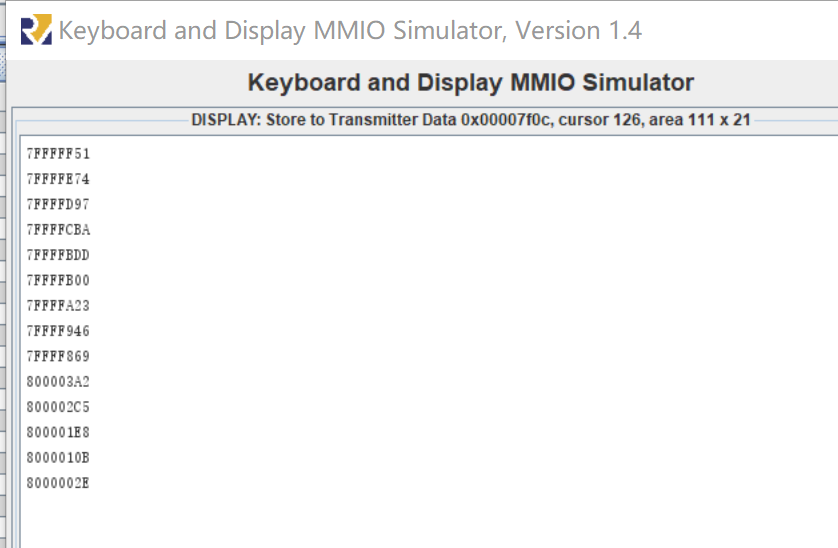 Keyboard and Display MMIO Simulator, Version 1.4
Keyboard and Display MMIO Simulator
DISPLAY: Store to Transmitter Data 0x00007f0c, cursor 126, area 111 x 21
7FFFFF51
7FFFFE74
7FFFFD97
7FFFFCBA
7FFFFBDD
7FFFFB00
7FFFFA23
7FFFF946
7FFFF869
800003A2
800002C5
800001E8
8000010B
8000002E